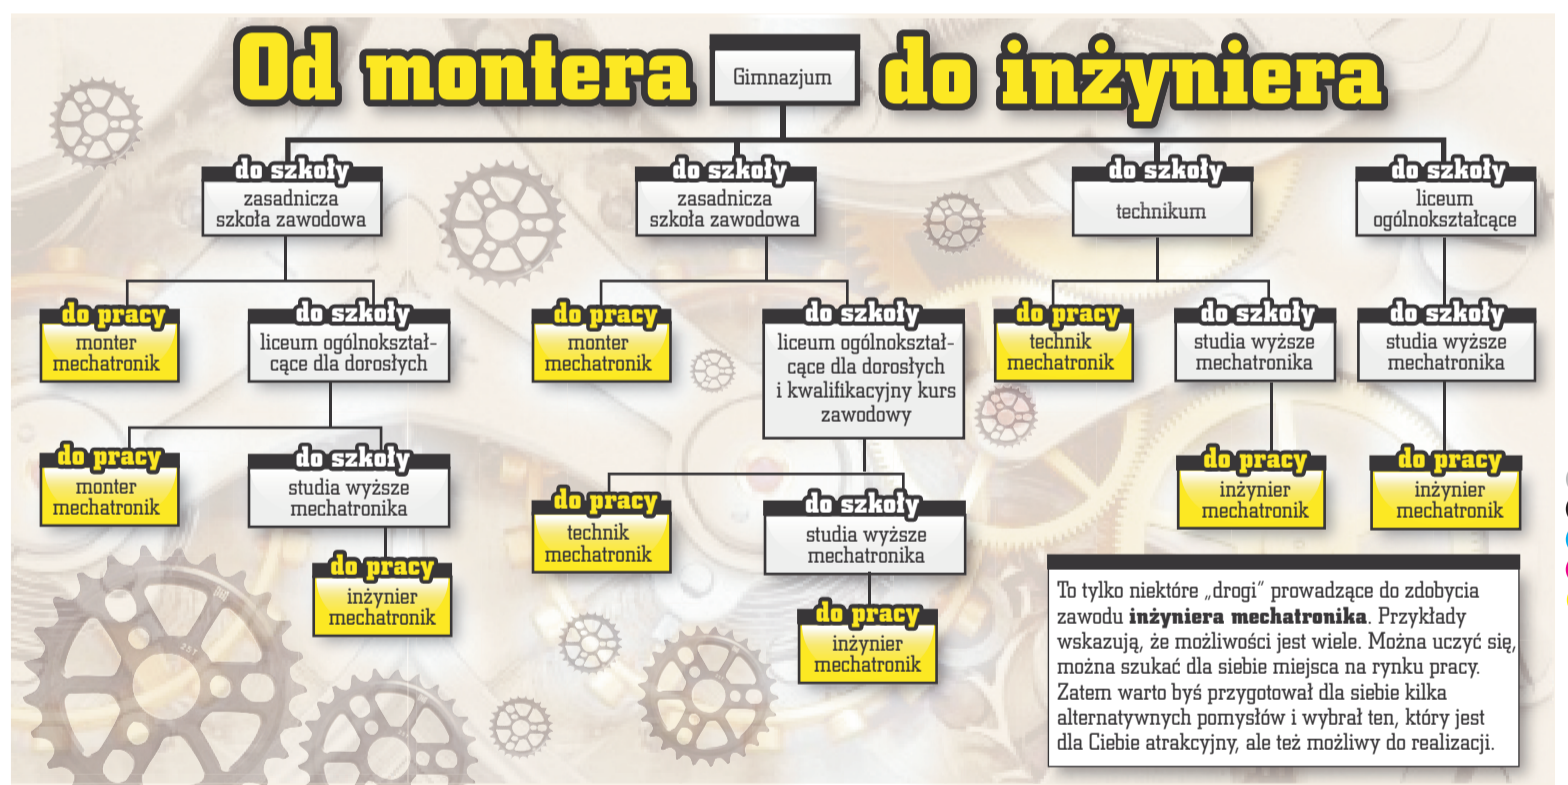 Od montera
Gimnazjum
do inżyniera
do szkoły
zasadnicza
szkoła zawodowa
do szkoły
zasadnicza
szkoła zawodowa
do szkoły
technikum
do szkoły
liceum
ogólnokształcące
do pracy
monter
mechatronik
do szkoły
liceum ogólnokształ-
cące dla dorosłych
do pracy
monter
mechatronik
do szkoły
liceum ogólnokształ-
cące dla dorosłych
i kwalifikacyjny kurs
zawodowy
do pracy
technik
mechatronik
do szkoły
studia wyższe
mechatronika
do szkoły
studia wyższe
mechatronika
do pracy
monter
mechatronik
do szkoły
studia wyższe
mechatronika
do pracy
technik
mechatronik
do szkoły
studia wyższe
mechatronika
do pracy
inżynier
mechatronik
do pracy
inżynier
mechatronik
do pracy
inżynier
mechatronik
do pracy
inżynier
mechatronik
To tylko niektóre „drogi” prowadzące do zdobycia
zawodu inżyniera mechatronika. Przykłady
wskazują, że możliwości jest wiele. Można uczyć się,
można szukać dla siebie miejsca na rynku pracy.
Zatem warto byś przygotował dla siebie kilka
alternatywnych pomysłów i wybrał ten, który jest
dla Ciebie atrakcyjny, ale też możliwy do realizacji.